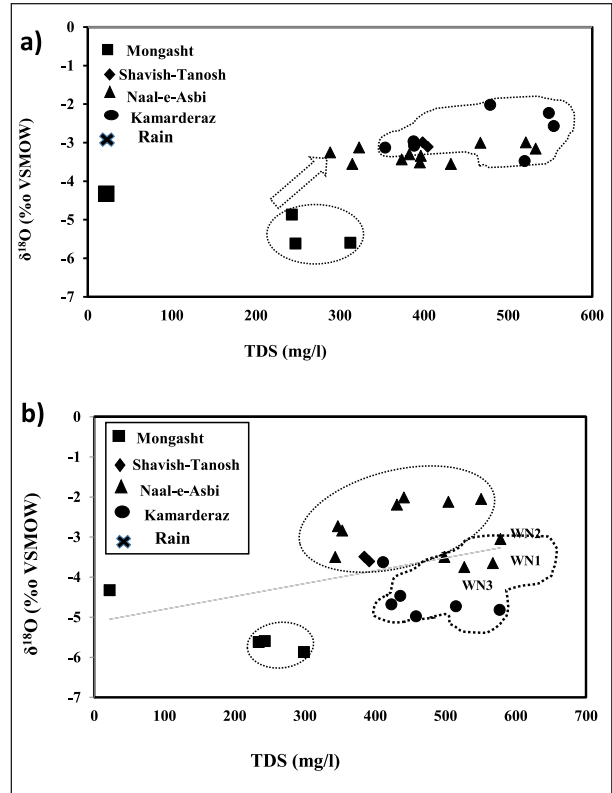 a)
0
-1
-2
-3
-4
-5
-6
-7
δ¹⁸O (‰ VSMOW)
Mongasht
Shavish-Tanosh
Naal-e-Asbi
Kamarderaz
Rain
0 100 200 300 400 500 600
TDS (mg/l)
b)
0
-1
-2
-3
-4
-5
-6
-7
δ¹⁸O (‰ VSMOW)
Mongasht
Shavish-Tanosh
Naal-e-Asbi
Kamarderaz
Rain
WN2
WN1
WN3
0 100 200 300 400 500 600 700
TDS (mg/l)